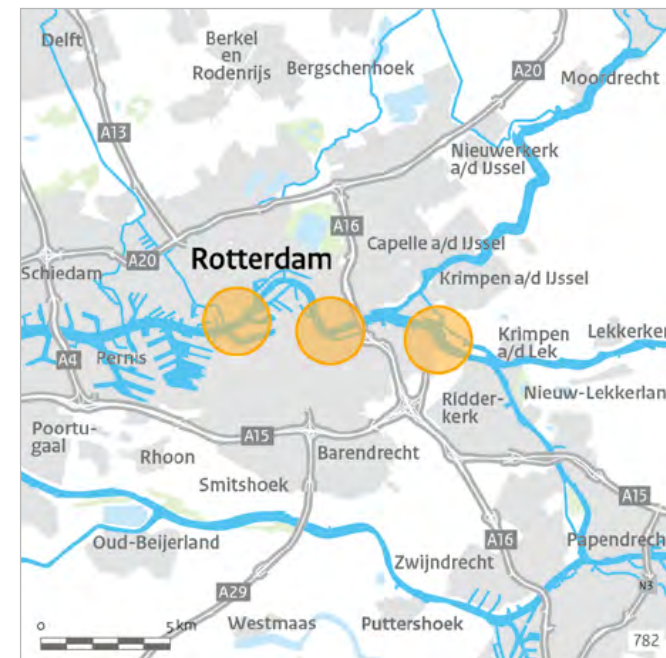 Delft
Berkel
en
Rodenrijs
Bergschenhoek
A20
Moordrecht
A13
Nieuwerkerk
a/d IJssel
A16
Capelle a/d IJssel
Rotterdam
A20
Schiedam
Krimpen a/d IJssel
Krimpen
a/d Lek
Lekkerker
A4
Pernis
Nieuw-Lekkerland
Ridder-
kerk
Poortu-
gaal
A15
Rhoon
Barendrecht
Smitshoek
A15
Oud-Beijerland
A16
Papendrecht
Zwijndrecht
A29
N3
0
5 km
Westmaas
Puttershoek
782